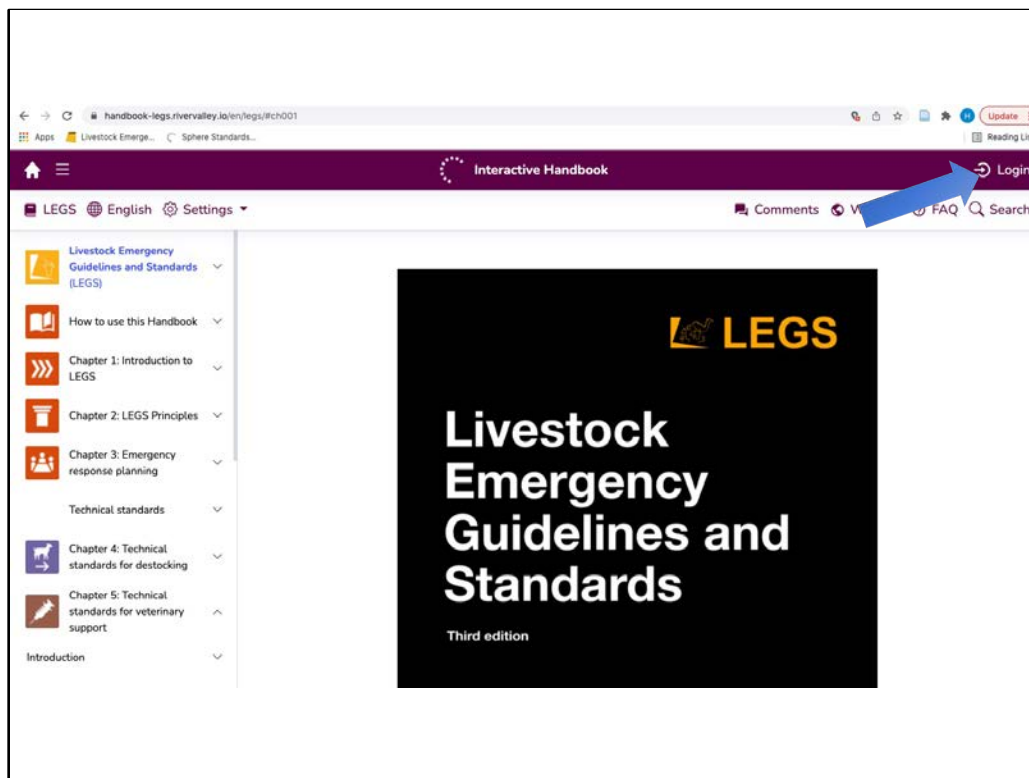 handbook-legs.rivervalley.io/en/legs/#ch001
Update
Apps
Livestock Emerge...
Sphere Standards...
Reading
Interactive Handbook
Login
LEGS English Settings
Comments
FAQ Search
Livestock Emergency
Guidelines and Standards
(LEGS)
How to use this Handbook
Chapter 1: Introduction to
LEGS
Chapter 2: LEGS Principles
Chapter 3: Emergency
response planning
Technical standards
Chapter 4: Technical
standards for destocking
Chapter 5: Technical
standards for veterinary
support
Introduction
LEGS
Livestock
Emergency
Guidelines and
Standards
Third edition